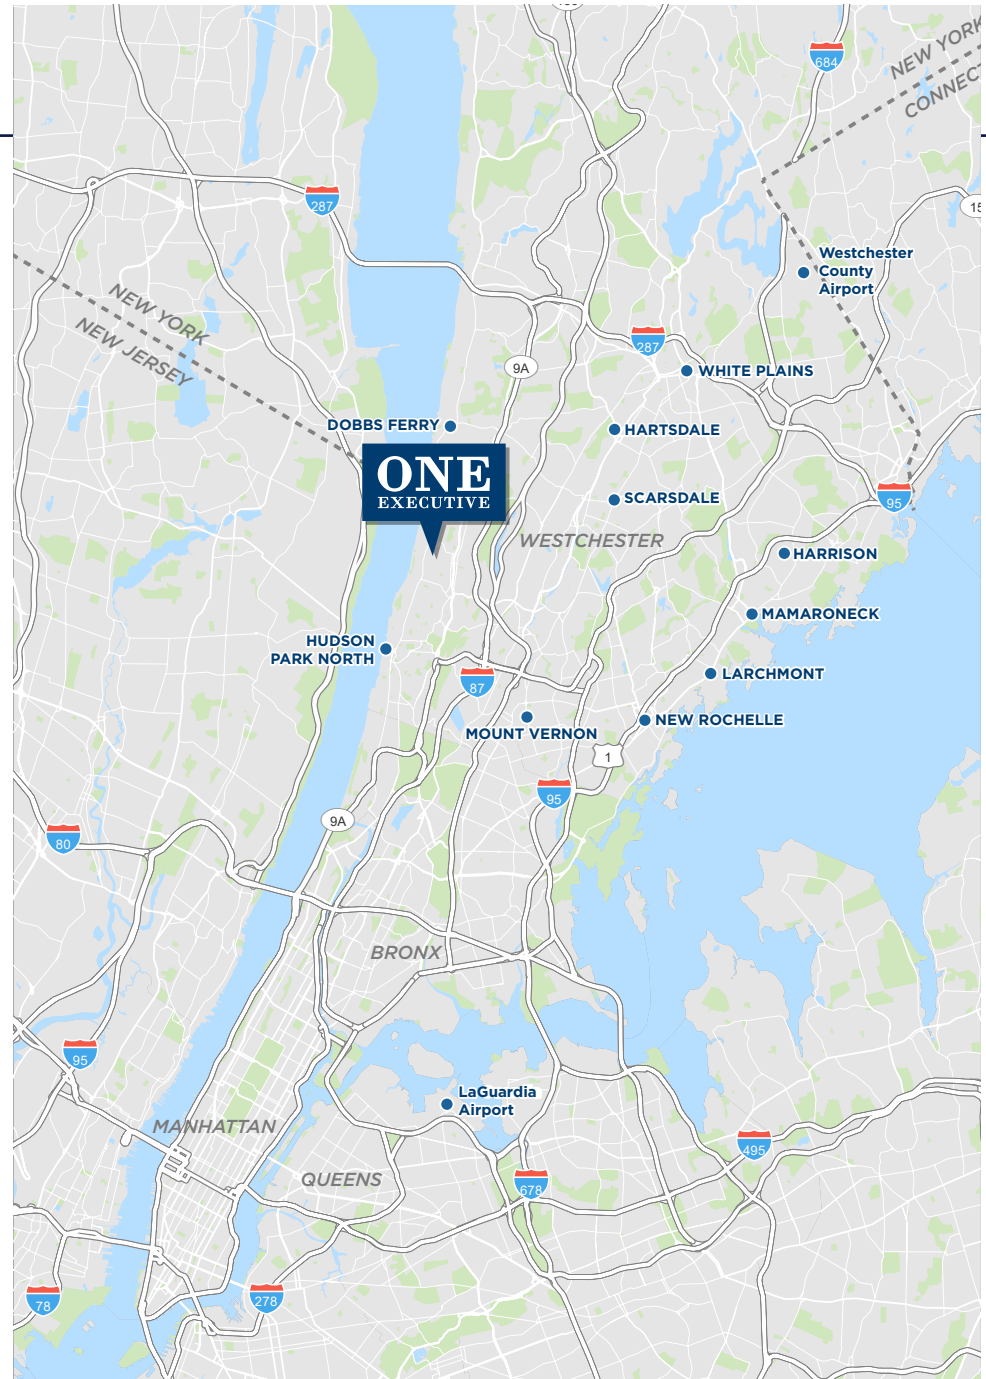 684
NEW YORK
287
Westchester
County
Airport
NEW YORK
NEW JERSEY
287
9A
WHITE PLAINS
DOBBS FERRY
HARTSDALE
ONE
EXECUTIVE
SCARSDALE
95
WESTCHESTER
HARRISON
MAMARONECK
HUDSON
PARK NORTH
LARCHMONT
87
NEW ROCHELLE
MOUNT VERNON
1
95
9A
80
BRONX
95
LaGuardia
Airport
MANHATTAN
495
QUEENS
678
78
278